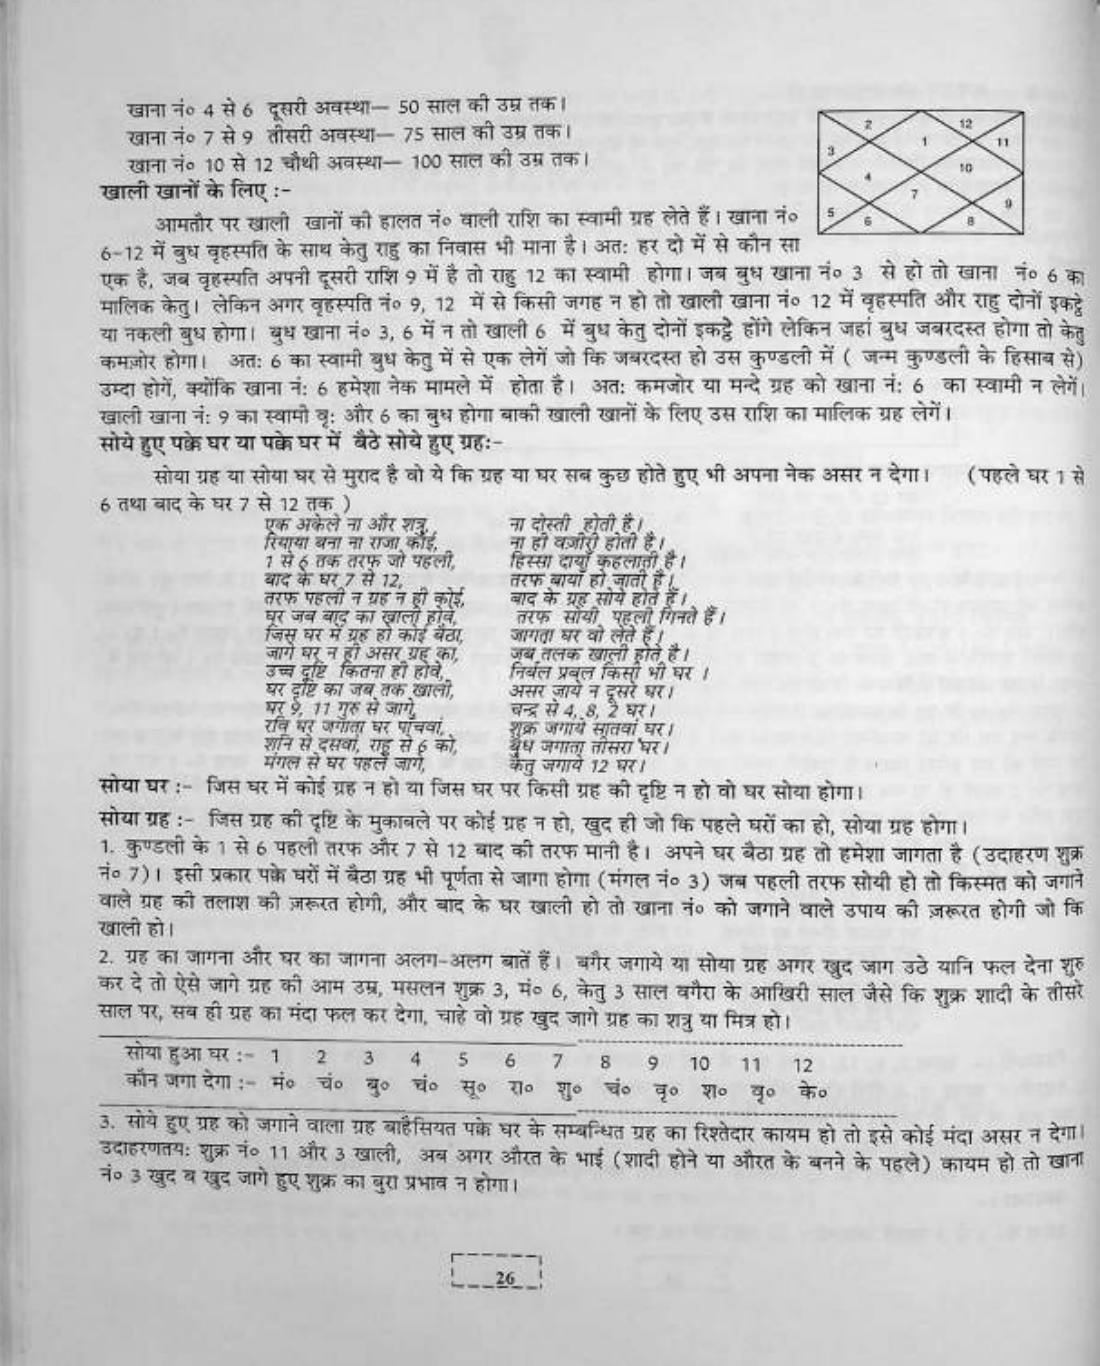 खाना नं० 4 से 6 दूसरी अवस्था— 50 साल की उम्र तक।
खाना नं० 7 से 9 तीसरी अवस्था— 75 साल की उम्र तक।
खाना नं० 10 से 12 चौथी अवस्था— 100 साल की उम्र तक।
2 12
3 1 11
4 10
7
5 6 8 9
खाली खानों के लिए :-
आमतौर पर खाली खानों की हालत नं० वाली राशि का स्वामी ग्रह लेते हैं। खाना नं०
6-12 में बुध वृहस्पति के साथ केतु राहु का निवास भी माना है। अत: हर दो में से कौन सा
एक है, जब वृहस्पति अपनी दूसरी राशि 9 में है तो राहु 12 का स्वामी होगा। जब बुध खाना नं० 3 से हो तो खाना नं० 6 का
मालिक केतु। लेकिन अगर वृहस्पति नं० 9, 12 में से किसी जगह न हो तो खाली खाना नं० 12 में वृहस्पति और राहु दोनों इकट्ठे
या नकली बुध होगा। बुध खाना नं० 3, 6 में न तो खाली 6 में बुध केतु दोनों इकट्ठे होंगे लेकिन जहां बुध जबरदस्त होगा तो केतु
कमज़ोर होगा। अत: 6 का स्वामी बुध केतु में से एक लेगें जो कि जबरदस्त हो उस कुण्डली में ( जन्म कुण्डली के हिसाब से)
उम्दा होगें, क्योंकि खाना नं: 6 हमेशा नेक मामले में होता है। अत: कमजोर या मन्दे ग्रह को खाना नं: 6 का स्वामी न लेगें।
खाली खाना नं: 9 का स्वामी वृ: और 6 का बुध होगा बाकी खाली खानों के लिए उस राशि का मालिक ग्रह लेगें।
सोये हुए पक्के घर या पक्के घर में बैठे सोये हुए ग्रह:-
सोया ग्रह या सोया घर से मुराद है वो ये कि ग्रह या घर सब कुछ होते हुए भी अपना नेक असर न देगा। (पहले घर 1 से
6 तथा बाद के घर 7 से 12 तक )
एक अकेले ना और शत्रु, ना दोस्ती होती है।
रियाया बना ना राजा कोई, ना ही वज़ीरी होती है।
1 से 6 तक तरफ जो पहली, हिस्सा दायाँ कहलाती है।
बाद के घर 7 से 12, तरफ बायां हो जाती है।
तरफ पहली न ग्रह न ही कोई, बाद के ग्रह सोये होते हैं।
घर जब बाद का खाली होवे, तरफ सोयी पहली गिनते हैं।
जिस घर में ग्रह हो कोई बैठा, जागता घर वो लेते हैं।
जागे घर न हो असर ग्रह का, जब तलक खाली होते है।
उच्च दृष्टि कितना ही होवे, निर्बल प्रबल किसी भी घर ।
घर दृष्टि का जब तक खाली, असर जाये न दूसरे घर।
घर 9, 11 गुरु से जागे, चन्द्र से 4, 8, 2 घर।
रवि घर जगाता घर पाँचवां, शुक्र जगाये सातवां घर।
शनि से दसवां, राहू से 6 को, बुध जगाता तीसरा घर।
मंगल से घर पहले जागे, केतु जगाये 12 घर।
सोया घर :- जिस घर में कोई ग्रह न हो या जिस घर पर किसी ग्रह की दृष्टि न हो वो घर सोया होगा।
सोया ग्रह :- जिस ग्रह की दृष्टि के मुकाबले पर कोई ग्रह न हो, खुद ही जो कि पहले घरों का हो, सोया ग्रह होगा।
1. कुण्डली के 1 से 6 पहली तरफ और 7 से 12 बाद की तरफ मानी है। अपने घर बैठा ग्रह तो हमेशा जागता है (उदाहरण शुक्र
नं० 7)। इसी प्रकार पक्के घरों में बैठा ग्रह भी पूर्णता से जागा होगा (मंगल नं० 3) जब पहली तरफ सोयी हो तो किस्मत को जगाने
वाले ग्रह की तलाश की ज़रूरत होगी, और बाद के घर खाली हो तो खाना नं० को जगाने वाले उपाय की ज़रूरत होगी जो कि
खाली हो।
2. ग्रह का जागना और घर का जागना अलग-अलग बातें हैं। बगैर जगाये या सोया ग्रह अगर खुद जाग उठे यानि फल देना शुरु
कर दे तो ऐसे जागे ग्रह की आम उम्र, मसलन शुक्र 3, मं० 6, केतु 3 साल वगैरा के आखिरी साल जैसे कि शुक्र शादी के तीसरे
साल पर, सब ही ग्रह का मंदा फल कर देगा, चाहे वो ग्रह खुद जागे ग्रह का शत्रु या मित्र हो।
सोया हुआ घर :- 1 2 3 4 5 6 7 8 9 10 11 12
कौन जगा देगा :- मं० चं० बु० चं० सू० रा० शु० चं० वृ० श० वृ० के०
3. सोये हुए ग्रह को जगाने वाला ग्रह बाहैसियत पक्के घर के सम्बन्धित ग्रह का रिश्तेदार कायम हो तो इसे कोई मंदा असर न देगा।
उदाहरणतय: शुक्र नं० 11 और 3 खाली, अब अगर औरत के भाई (शादी होने या औरत के बनने के पहले) कायम हो तो खाना
नं० 3 खुद ब खुद जागे हुए शुक्र का बुरा प्रभाव न होगा।
26